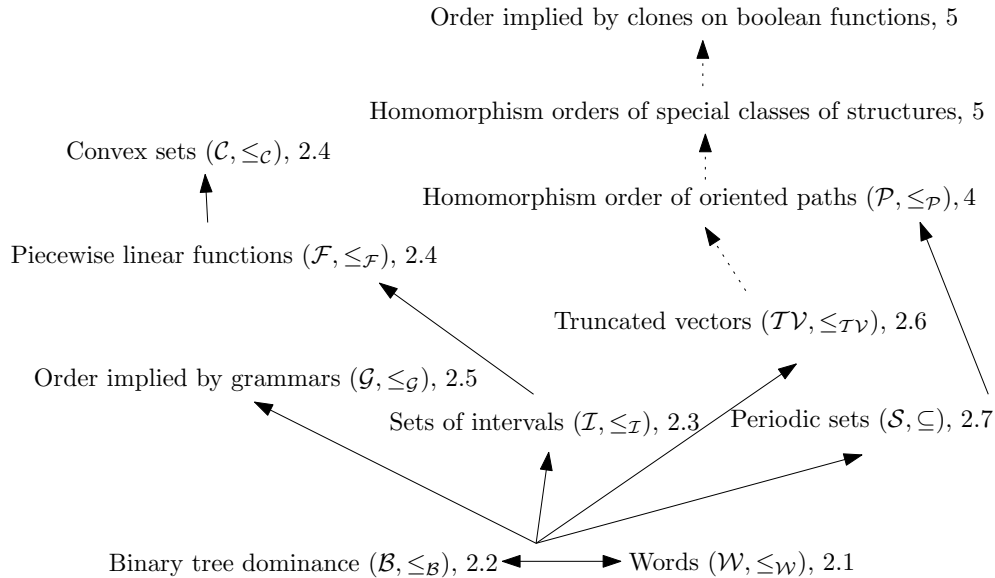 Order implied by clones on boolean functions, 5
Homomorphism orders of special classes of structures, 5
Convex sets (𝒞, ≤_𝒞), 2.4
Homomorphism order of oriented paths (𝒫, ≤_𝒫), 4
Piecewise linear functions (ℱ, ≤_ℱ), 2.4
Truncated vectors (𝒯𝒱, ≤_𝒯𝒱), 2.6
Order implied by grammars (𝒢, ≤_𝒢), 2.5
Sets of intervals (ℐ, ≤_ℐ), 2.3
Periodic sets (𝒮, ⊆), 2.7
Binary tree dominance (ℬ, ≤_ℬ), 2.2
Words (𝒲, ≤_𝒲), 2.1